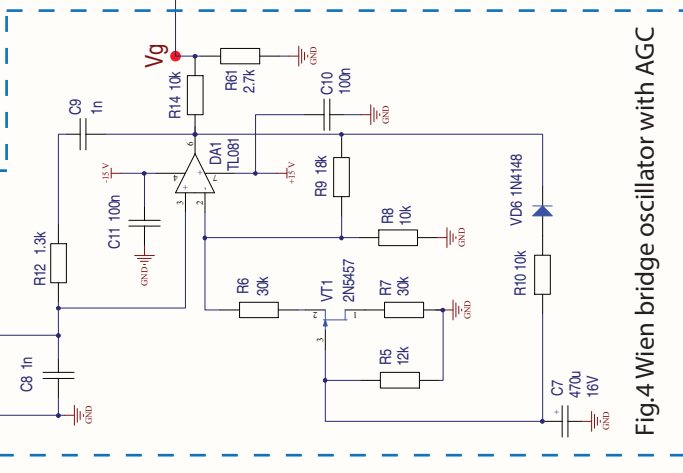 Vg
R14 10k
R61
2.7k
GND
C10
100n
GND
C9
1n
6
DA1
TL081
-15 V
4
+
7
+15 V
+
-
3
2
C11 100n
GND
R9 18k
R8
10k
GND
VD6 1N4148
R12 1.3k
R6
30k
2
VT1
2N5457
1
R7
30k
GND
3
R5
12k
R10 10k
C8 1n
GND
+
C7
470u
16V
GND
Fig.4 Wien bridge oscillator with AGC